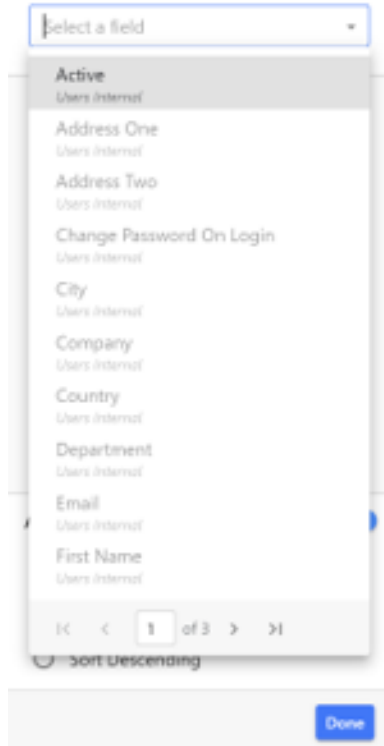 Select a field
Active
Users Internal
Address One
Users Internal
Address Two
Users Internal
Change Password On Login
Users Internal
City
Users Internal
Company
Users Internal
Country
Users Internal
Department
Users Internal
Email
Users Internal
First Name
Users Internal
1 of 3
Sort Descending
Done